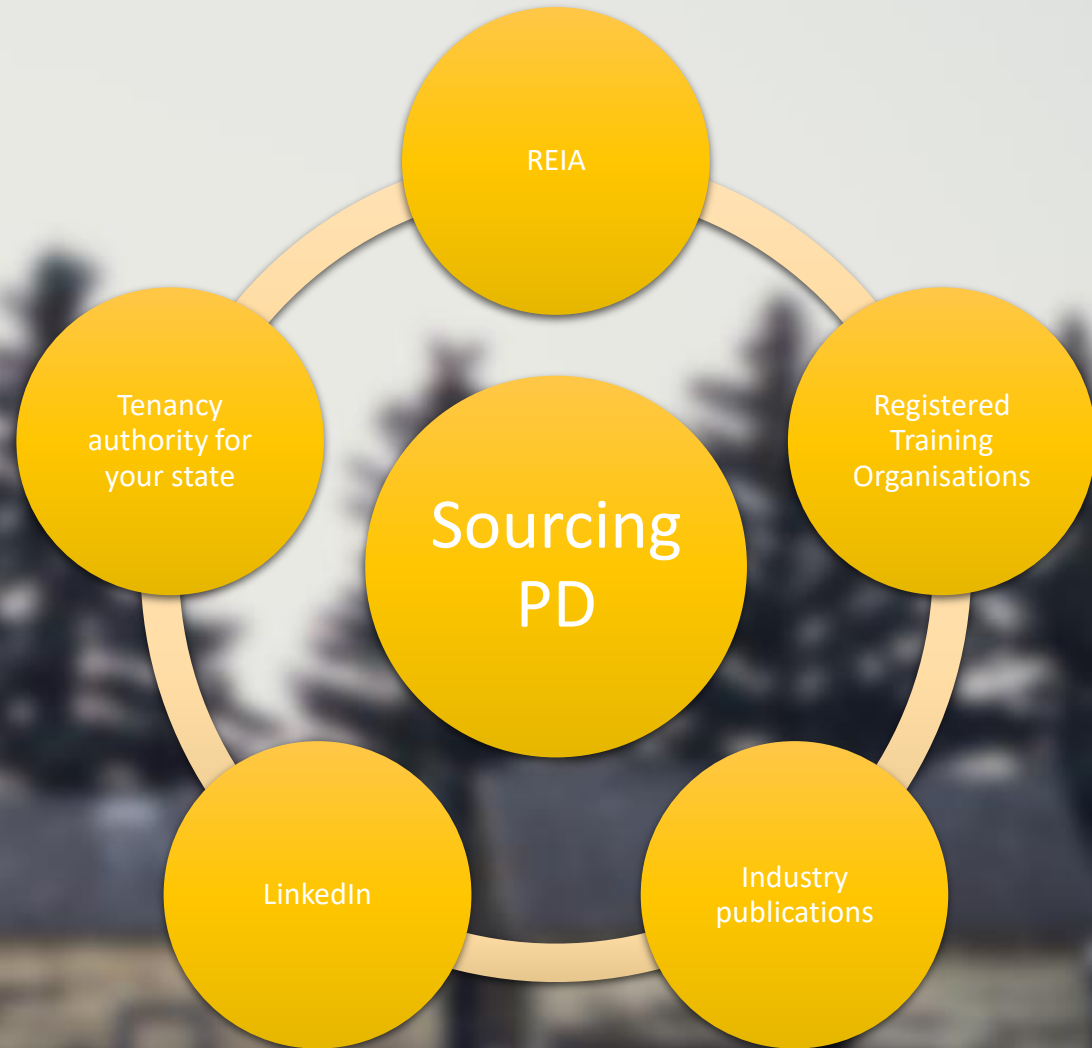 REIA
Tenancy
authority for
your state
Registered
Training
Organisations
Sourcing
PD
LinkedIn
Industry
publications